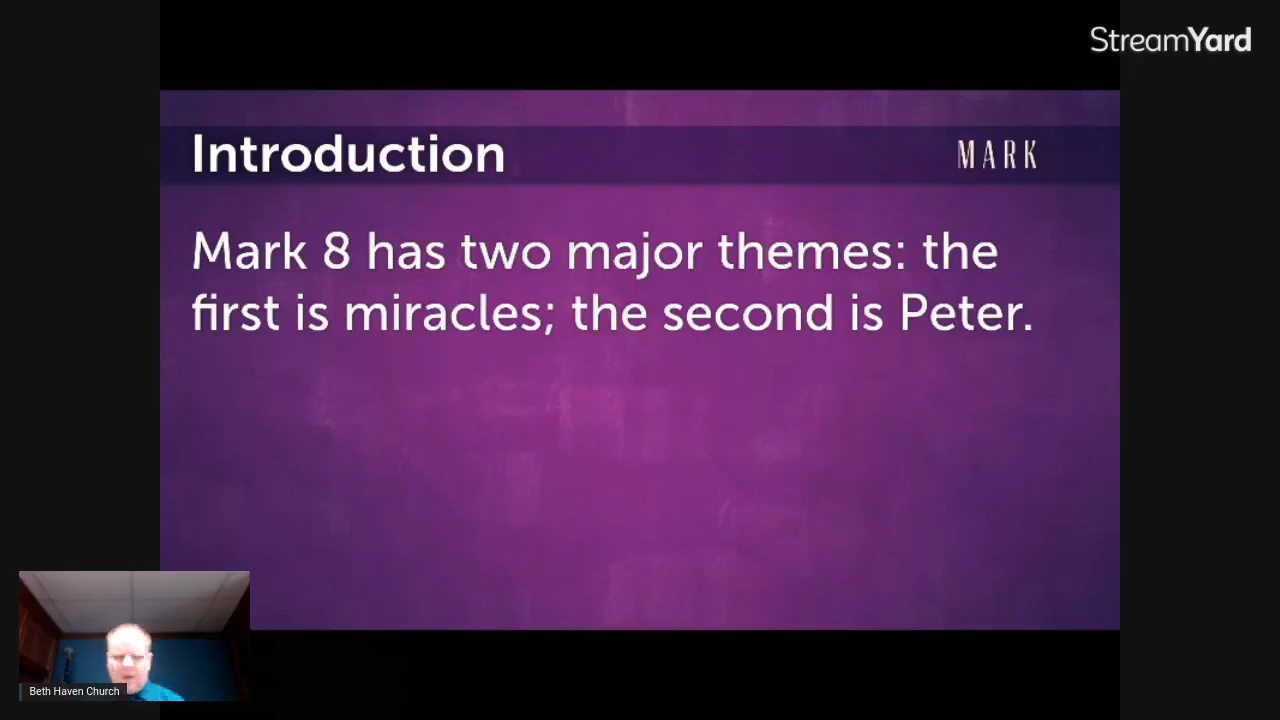 StreamYard
Introduction
MARK
Mark 8 has two major themes: the
first is miracles; the second is Peter.
Beth Haven Church